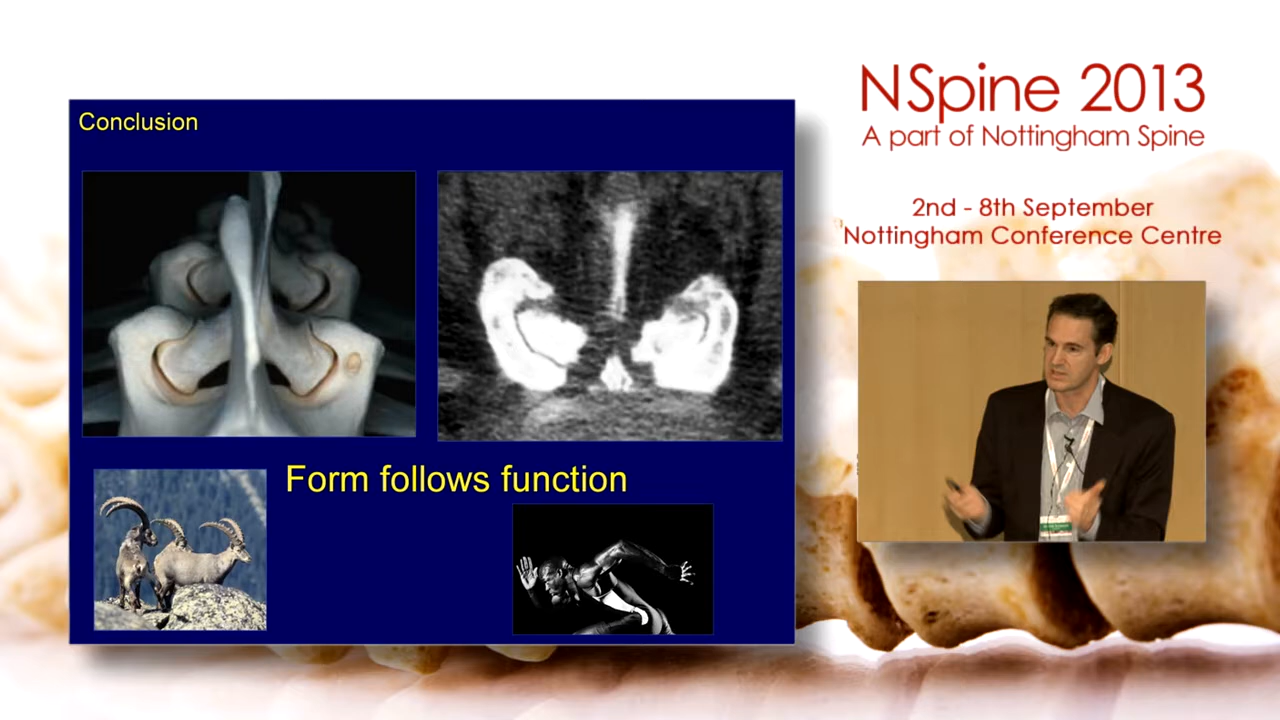 Conclusion
Form follows function
NSpine 2013
A part of Nottingham Spine
2nd - 8th September
Nottingham Conference Centre